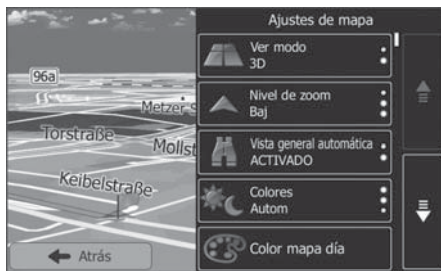 Ajustes de mapa
Ver modo
3D
Nivel de zoom
Baj
Vista general automática
ACTIVADO
Colores
Autom
Color mapa día
96a
Metzer S
Torstraße
Mollst
Keibelstraße
Atrás